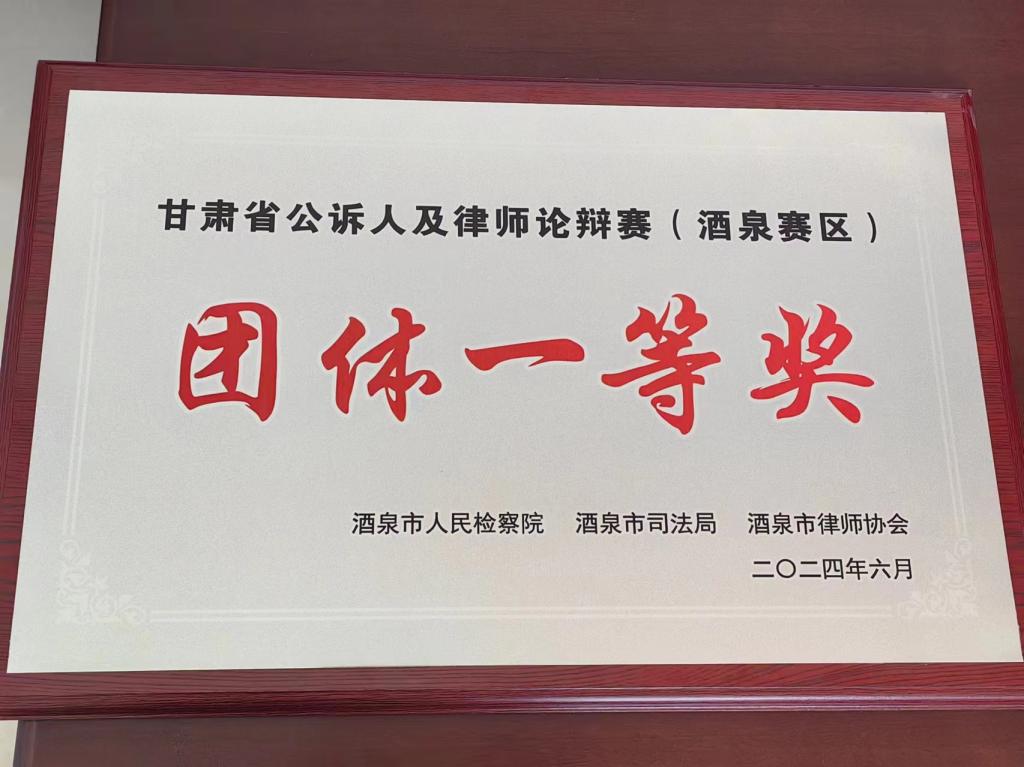 甘肃省公诉人及律师论辩赛（酒泉赛区）
团体一等奖
酒泉市人民检察院 酒泉市司法局 酒泉市律师协会
二〇二四年六月